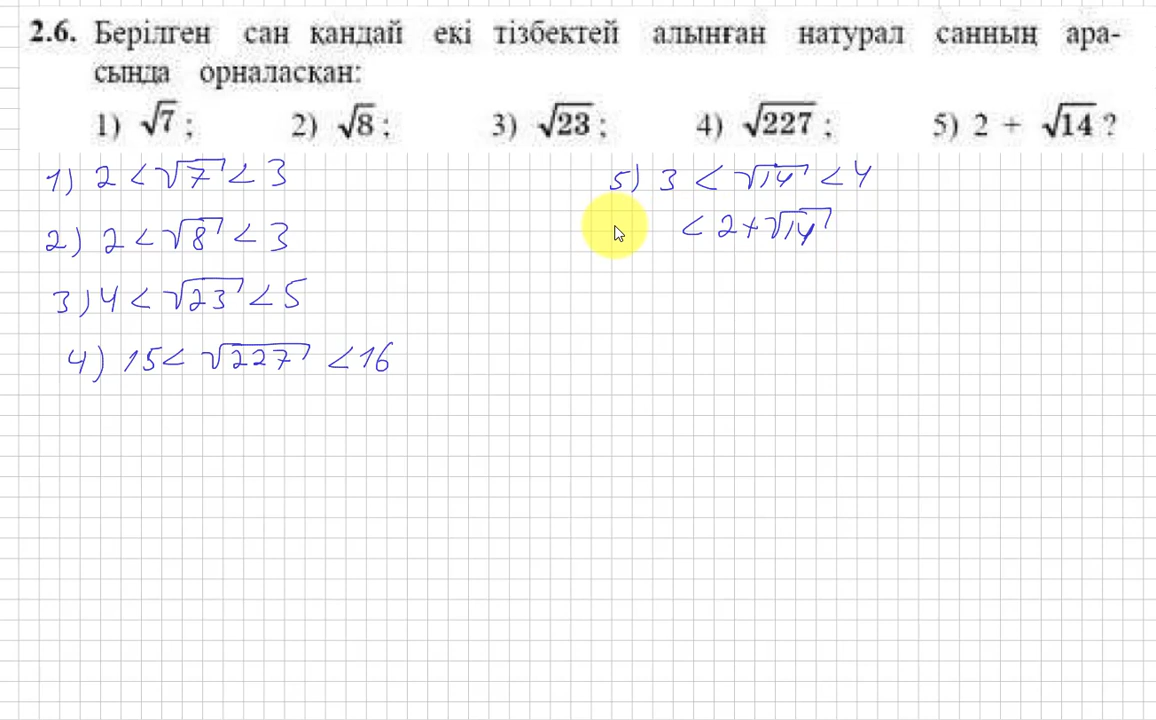 2.6. Берілген сан қандай екі тізбектей алынған натурал санның ара-
сында орналасқан:
1) √7 ; 2) √8 ; 3) √23 ; 4) √227 ; 5) 2 + √14 ?
1) 2 < √7 < 3
2) 2 < √8 < 3
3) 4 < √23 < 5
4) 15 < √227 < 16
5) 3 < √14 < 4
< 2 + √14